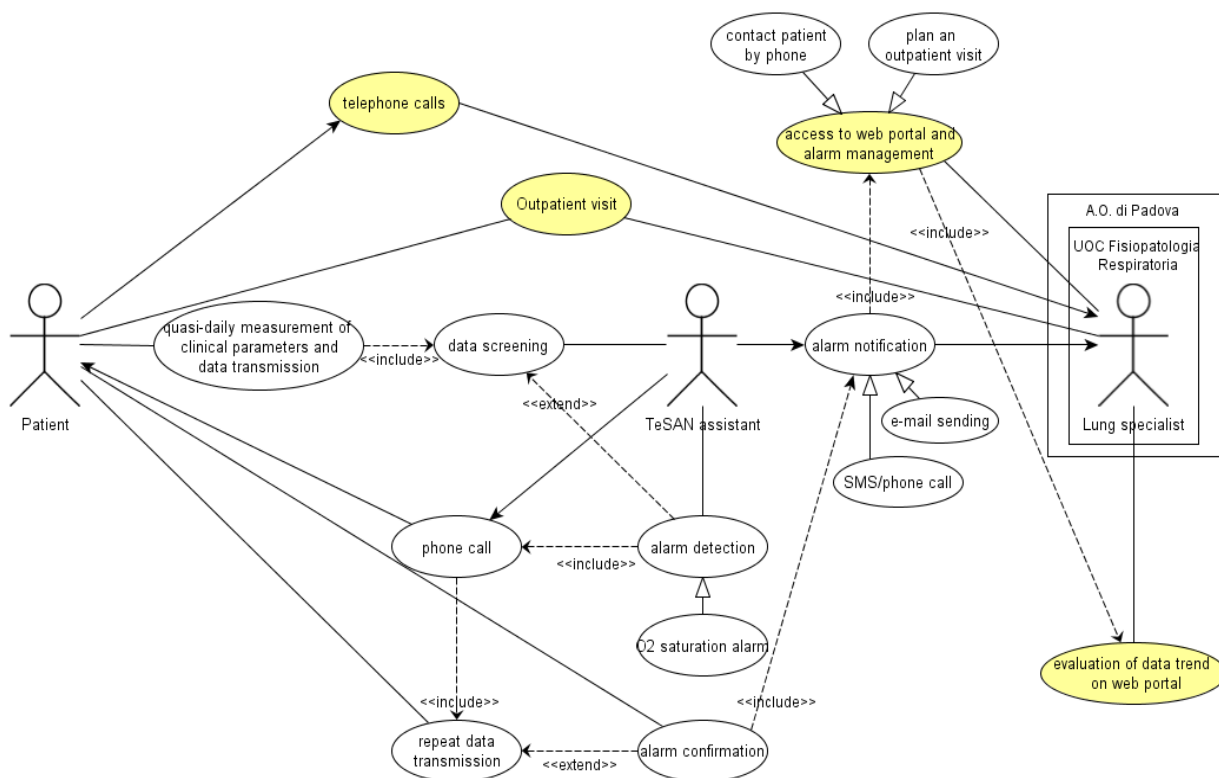 contact patient
by phone
plan an
outpatient visit
telephone calls
access to web portal and
alarm management
Outpatient visit
A.O. di Padova
<<include>>
UOC Fisiopatologia
Respiratoria
<<include>>
quasi-daily measurement of
clinical parameters and
data transmission
<<include>>
data screening
alarm notification
<<extend>>
e-mail sending
Patient
TeSAN assistant
Lung specialist
SMS/phone call
phone call
<<include>>
alarm detection
O2 saturation alarm
evaluation of data trend
on web portal
<<include>>
<<include>>
repeat data
transmission
<<extend>>
alarm confirmation